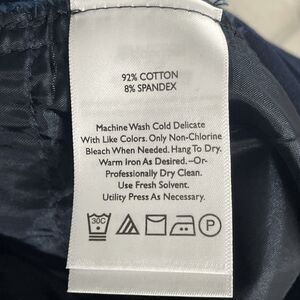 92% COTTON
8% SPANDEX
Machine Wash Cold Delicate
With Like Colors. Only Non-Chlorine
Bleach When Needed. Hang To Dry.
Warm Iron As Desired. –Or-
Professionally Dry Clean.
Use Fresh Solvent.
Utility Press As Necessary.
30C P